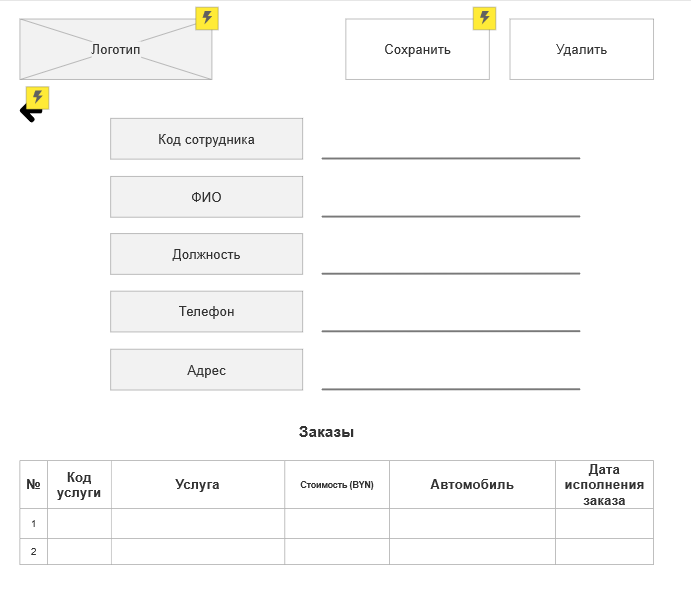 Логотип
Сохранить
Удалить
Код сотрудника
ФИО
Должность
Телефон
Адрес
Заказы
№
Код
услуги
Услуга
Стоимость (BYN)
Автомобиль
Дата
исполнения
заказа
1
2